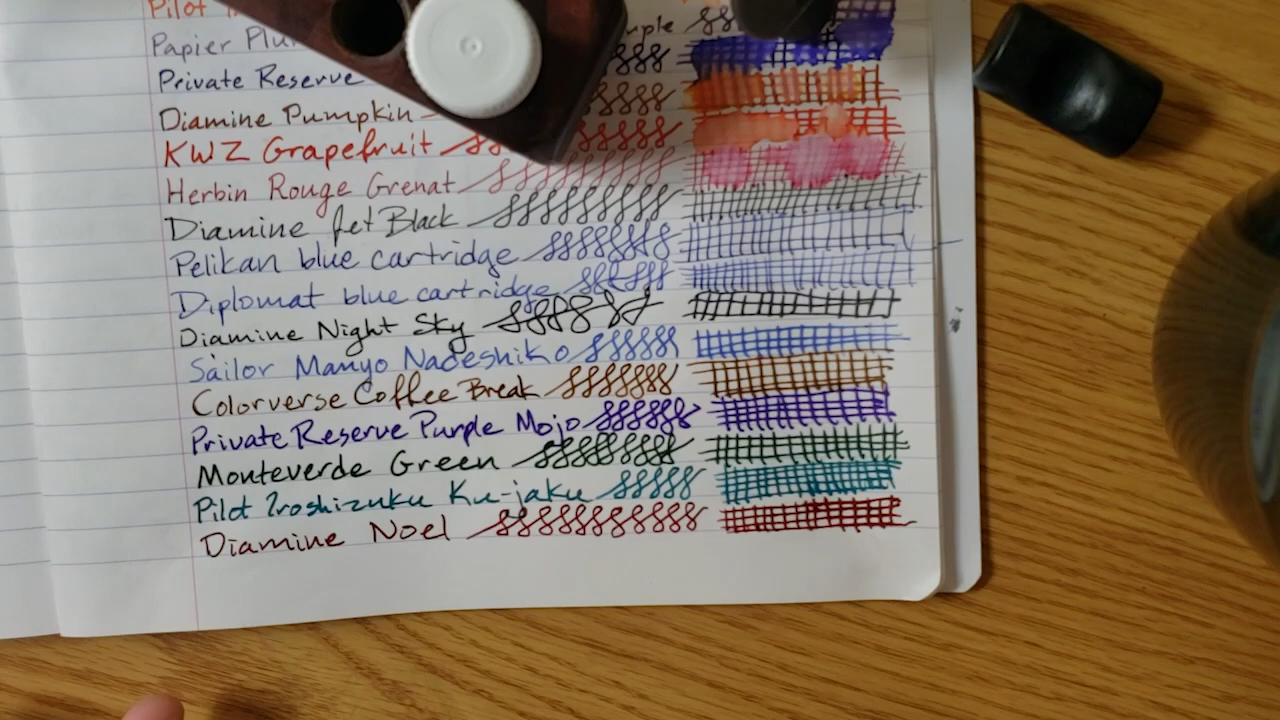 Pilot
Papier
Private Reserve
Diamine Pumpkin
KWZ Grapefruit
Herbin Rouge Grenat
Diamine Jet Black
Pelikan blue cartridge
Diplomat blue cartridge
Diamine Night Sky
Sailor Manyo Nadeshiko
Colorverse Coffee Break
Private Reserve Purple Mojo
Monteverde Green
Pilot Iroshizuku Ku-jaku
Diamine Noel